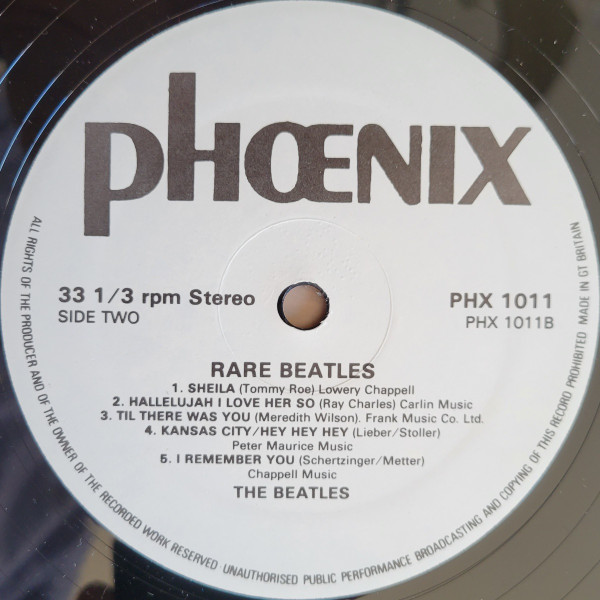 pHŒNIX
33 1/3 rpm Stereo
SIDE TWO
PHX 1011
PHX 1011B
RARE BEATLES
1. SHEILA (Tommy Roe) Lowery Chappell
2. HALLELUJAH I LOVE HER SO (Ray Charles) Carlin Music
3. TIL THERE WAS YOU (Meredith Wilson). Frank Music Co. Ltd.
4. KANSAS CITY/HEY HEY HEY (Lieber/Stoller)
Peter Maurice Music
5. I REMEMBER YOU (Schertzinger/Metter)
Chappell Music
THE BEATLES
ALL RIGHTS OF THE PRODUCER AND OF THE OWNER OF THE RECORDED WORK RESERVED · UNAUTHORISED PUBLIC PERFORMANCE BROADCASTING AND COPYING OF THIS RECORD PROHIBITED MADE IN GT BRITAIN